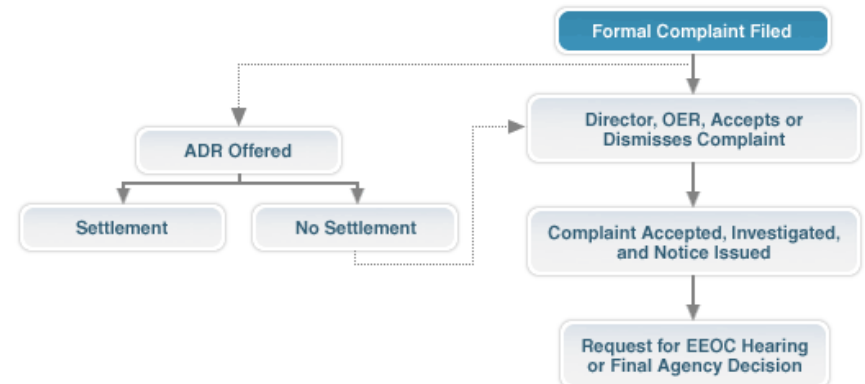 Formal Complaint Filed
Director, OER, Accepts or
Dismisses Complaint
ADR Offered
Settlement
No Settlement
Complaint Accepted, Investigated,
and Notice Issued
Request for EEOC Hearing
or Final Agency Decision